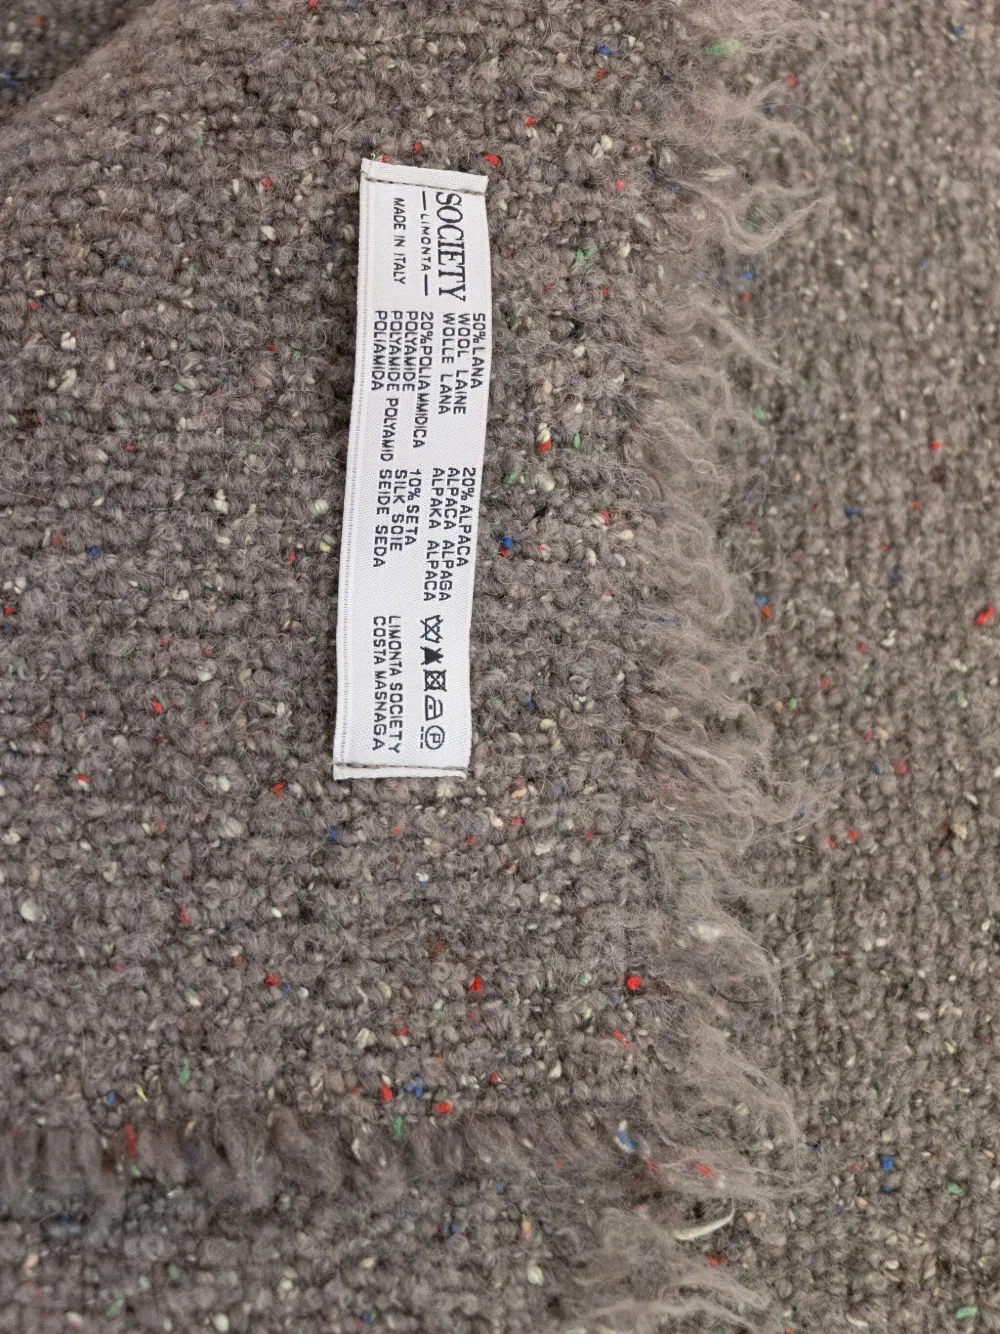 SOCIETY
— LIMONTA —
MADE IN ITALY
50% LANA
WOOL LAINE
WOLLE LANA
20% POLIAMMIDICA
POLYAMIDE
POLYAMIDE POLYAMID
POLIAMIDA
20% ALPACA
ALPACA ALPAGA
ALPAKA ALPACA
10% SETA
SILK SOIE
SEIDE SEDA
P
LIMONTA SOCIETY
COSTA MASNAGA